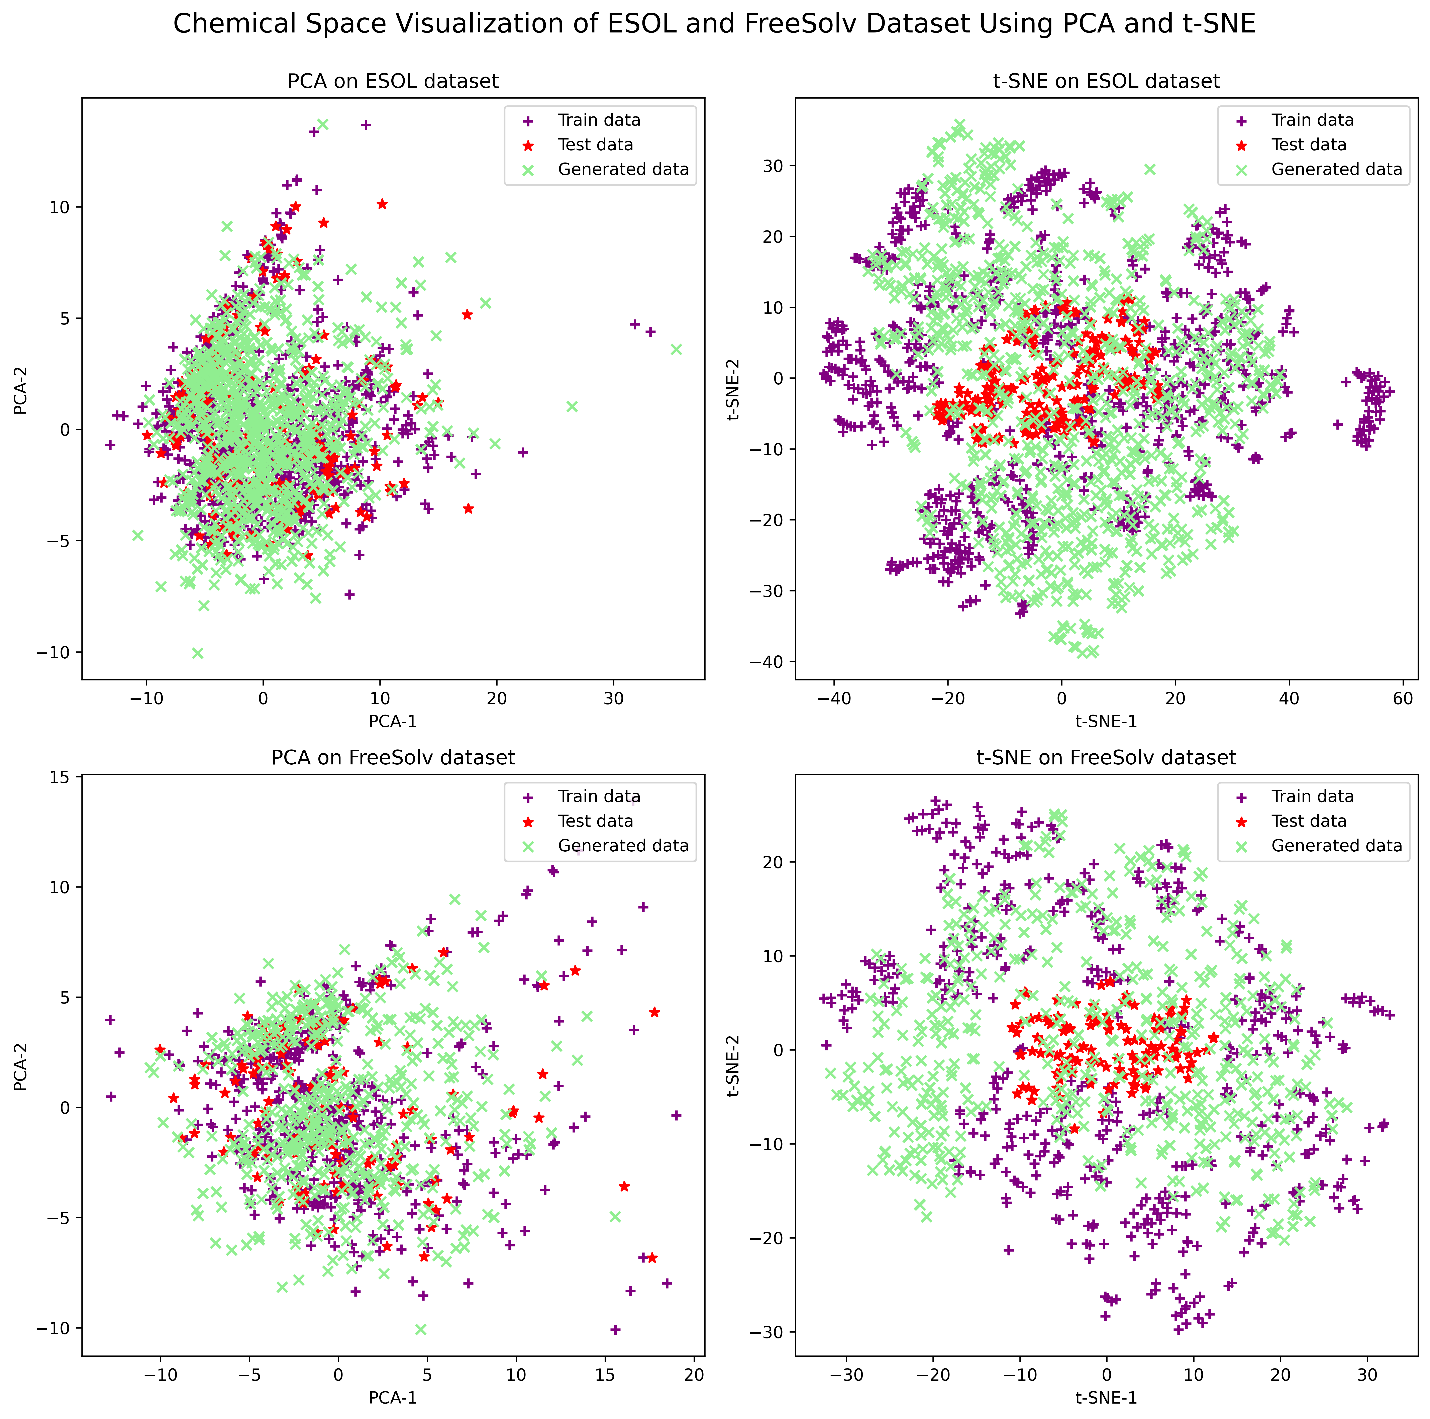 Chemical Space Visualization of ESOL and FreeSolv Dataset Using PCA and t-SNE
PCA on ESOL dataset
Train data
Test data
Generated data
10
5
0
−5
−10
PCA-2
−10 0 10 20 30
PCA-1
t-SNE on ESOL dataset
Train data
Test data
Generated data
30
20
10
0
−10
−20
−30
−40
t-SNE-2
−40 −20 0 20 40 60
t-SNE-1
PCA on FreeSolv dataset
Train data
Test data
Generated data
15
10
5
0
−5
−10
PCA-2
−10 −5 0 5 10 15 20
PCA-1
t-SNE on FreeSolv dataset
Train data
Test data
Generated data
20
10
0
−10
−20
−30
t-SNE-2
−30 −20 −10 0 10 20 30
t-SNE-1